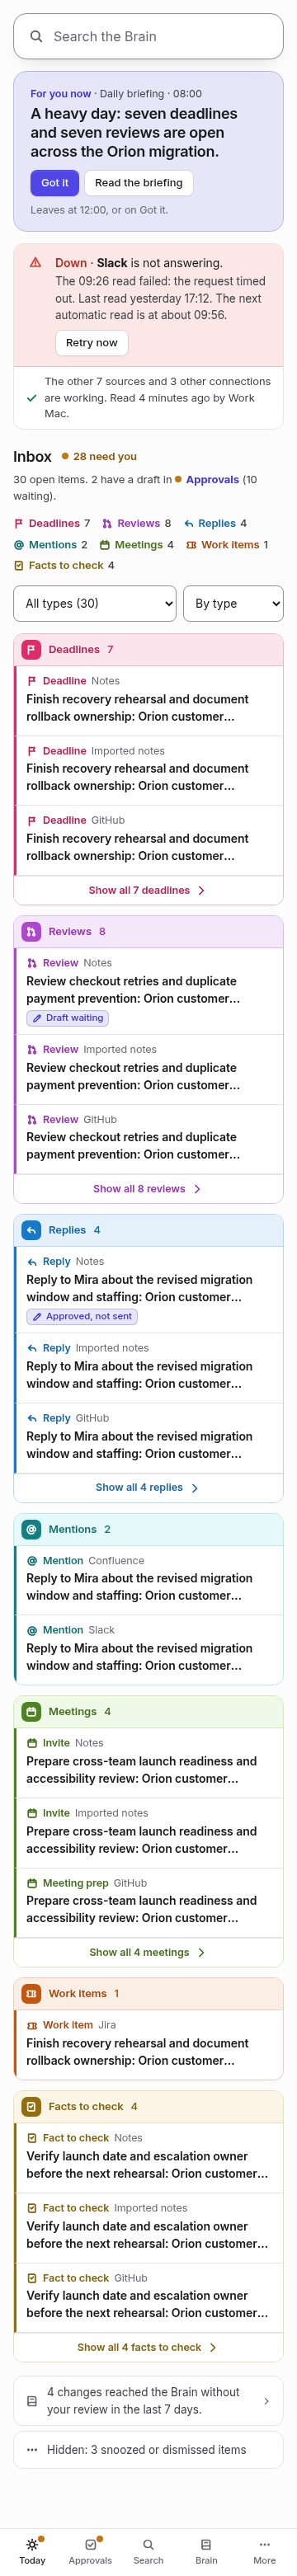 Search the Brain
For you now · Daily briefing · 08:00
A heavy day: seven deadlines
and seven reviews are open
across the Orion migration.
Got it
Read the briefing
Leaves at 12:00, or on Got it.
Down · Slack is not answering.
The 09:26 read failed: the request timed
out. Last read yesterday 17:12. The next
automatic read is at about 09:56.
Retry now
The other 7 sources and 3 other connections
are working. Read 4 minutes ago by Work
Mac.
Inbox 28 need you
30 open items. 2 have a draft in Approvals (10
waiting).
Deadlines 7 Reviews 8 Replies 4
Mentions 2 Meetings 4 Work items 1
Facts to check 4
All types (30) By type
Deadlines 7
Deadline Notes
Finish recovery rehearsal and document
rollback ownership: Orion customer...
Deadline Imported notes
Finish recovery rehearsal and document
rollback ownership: Orion customer...
Deadline GitHub
Finish recovery rehearsal and document
rollback ownership: Orion customer...
Show all 7 deadlines
Reviews 8
Review Notes
Review checkout retries and duplicate
payment prevention: Orion customer...
Draft waiting
Review Imported notes
Review checkout retries and duplicate
payment prevention: Orion customer...
Review GitHub
Review checkout retries and duplicate
payment prevention: Orion customer...
Show all 8 reviews
Replies 4
Reply Notes
Reply to Mira about the revised migration
window and staffing: Orion customer...
Approved, not sent
Reply Imported notes
Reply to Mira about the revised migration
window and staffing: Orion customer...
Reply GitHub
Reply to Mira about the revised migration
window and staffing: Orion customer...
Show all 4 replies
Mentions 2
Mention Confluence
Reply to Mira about the revised migration
window and staffing: Orion customer...
Mention Slack
Reply to Mira about the revised migration
window and staffing: Orion customer...
Meetings 4
Invite Notes
Prepare cross-team launch readiness and
accessibility review: Orion customer...
Invite Imported notes
Prepare cross-team launch readiness and
accessibility review: Orion customer...
Meeting prep GitHub
Prepare cross-team launch readiness and
accessibility review: Orion customer...
Show all 4 meetings
Work items 1
Work item Jira
Finish recovery rehearsal and document
rollback ownership: Orion customer...
Facts to check 4
Fact to check Notes
Verify launch date and escalation owner
before the next rehearsal: Orion customer...
Fact to check Imported notes
Verify launch date and escalation owner
before the next rehearsal: Orion customer...
Fact to check GitHub
Verify launch date and escalation owner
before the next rehearsal: Orion customer...
Show all 4 facts to check
4 changes reached the Brain without
your review in the last 7 days.
Hidden: 3 snoozed or dismissed items
Today Approvals Search Brain More